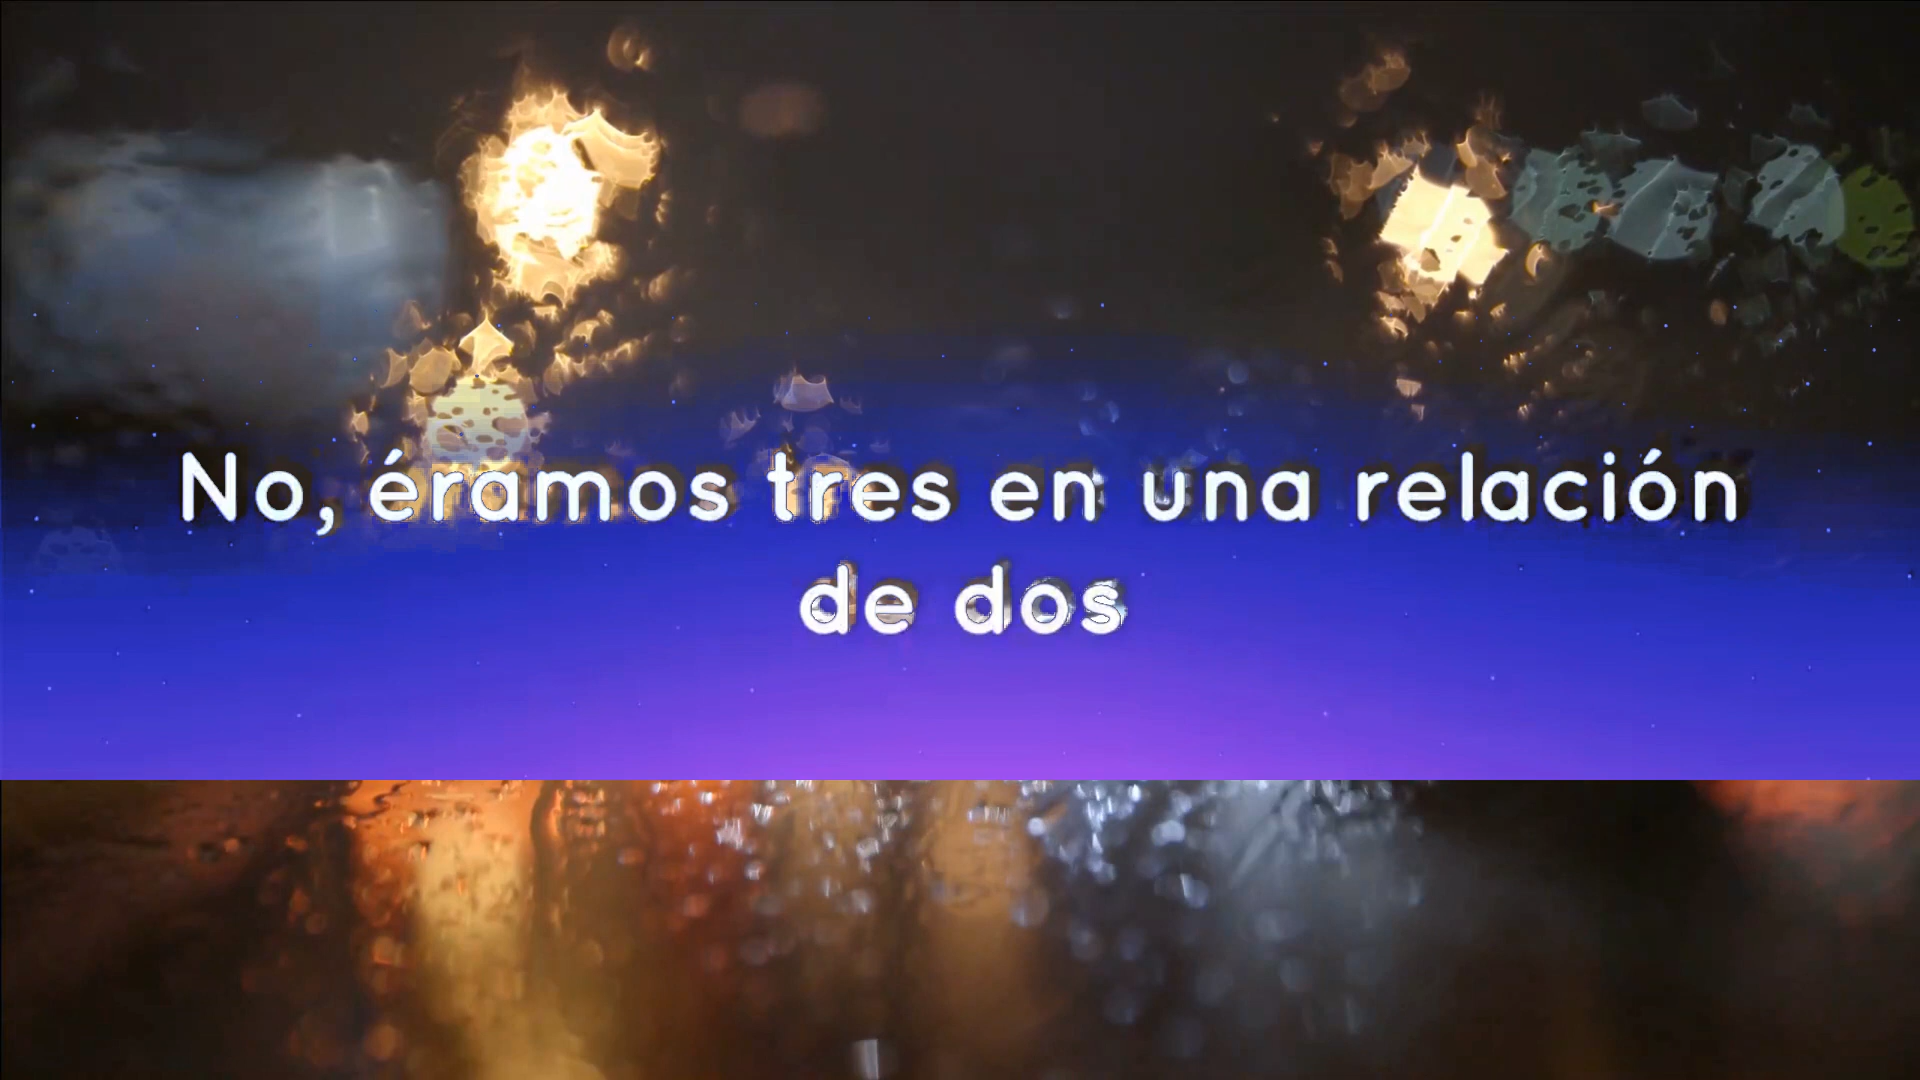 No, éramos tres en una relación
de dos